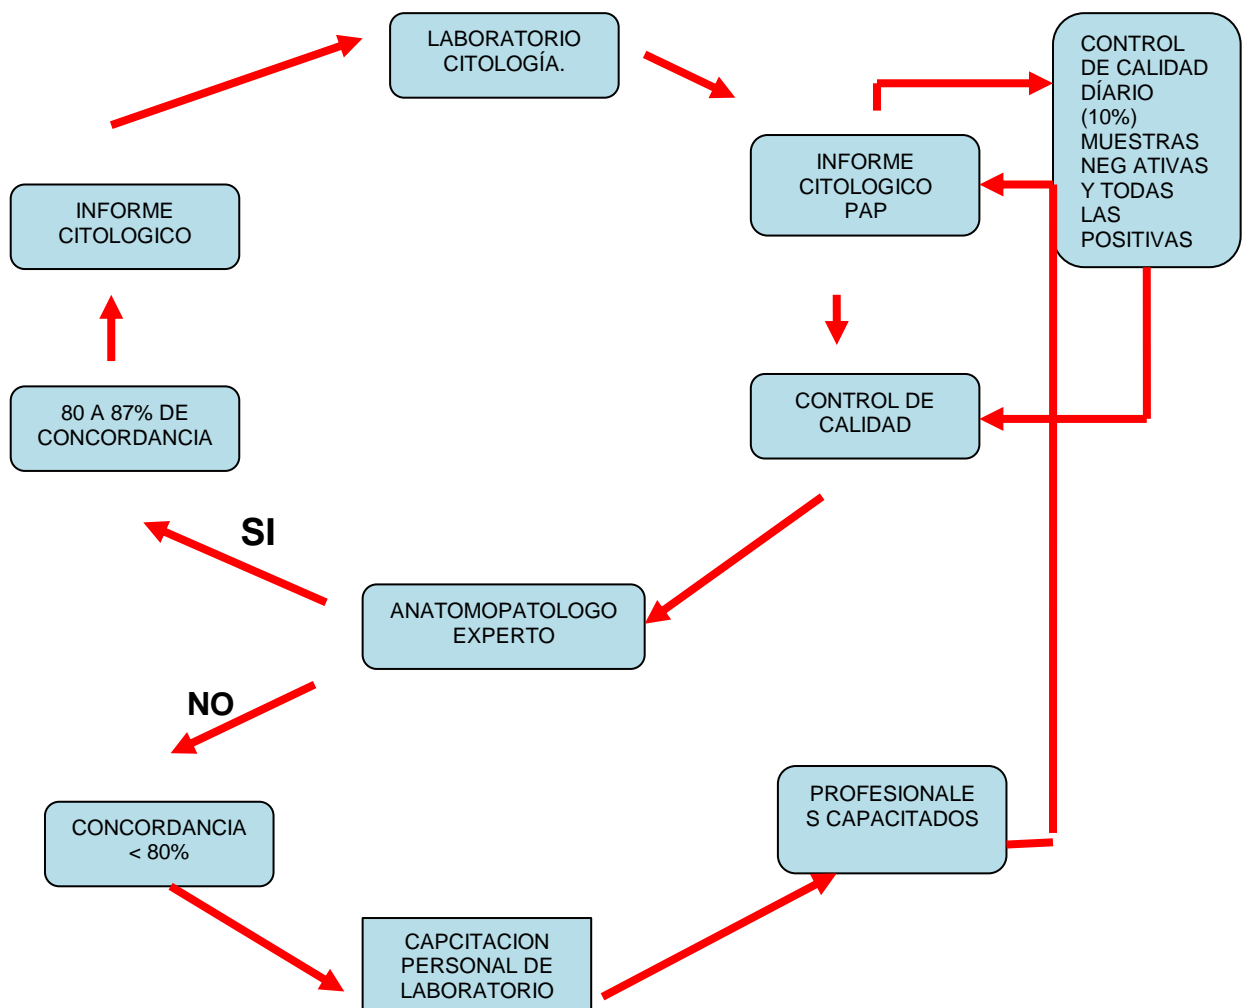 LABORATORIO
CITOLOGÍA.
CONTROL
DE CALIDAD
DÍARIO
(10%)
MUESTRAS
NEG ATIVAS
Y TODAS
LAS
POSITIVAS
INFORME
CITOLOGICO
PAP
INFORME
CITOLOGICO
80 A 87% DE
CONCORDANCIA
CONTROL DE
CALIDAD
SI
ANATOMOPATOLOGO
EXPERTO
NO
CONCORDANCIA
< 80%
PROFESIONALE
S CAPACITADOS
CAPCITACION
PERSONAL DE
LABORATORIO